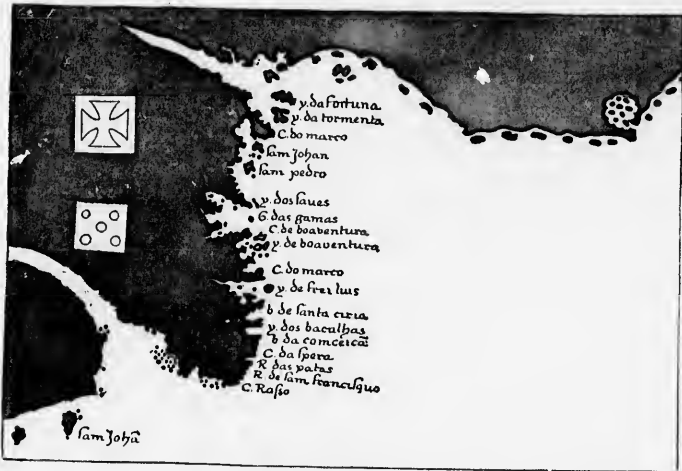 y. da fortuna
y. da tormenta
C. do marco
sam Johan
sam pedro
y. dos saues
G. das gamas
C. de boaventura
y. de boaventura
C. do marco
y. de frei luis
b de santa ciria
y. dos bacalhas
b da comceicã
C. da spera
R das patas
R. de sam francisquo
C. Raso
sam Johã